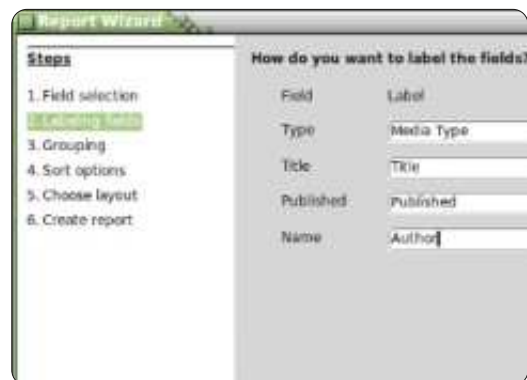 Report Wizard
Steps
1. Field selection
2. Labeling fields
3. Grouping
4. Sort options
5. Choose layout
6. Create report
How do you want to label the fields?
Field Label
Type Media Type
Title Title
Published Published
Name Author